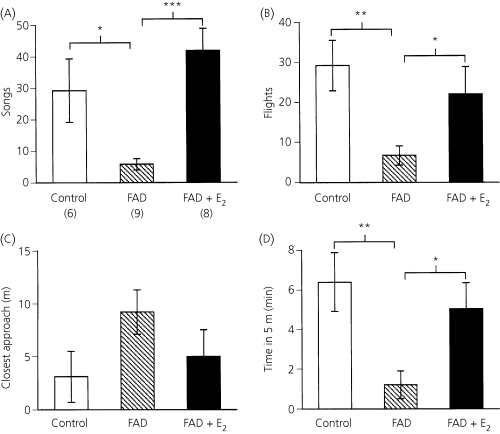 (A)
*
***
50
40
30
20
10
0
Songs
Control
FAD
FAD + E₂
(6)
(9)
(8)
(B)
**
*
40
30
20
10
0
Flights
Control
FAD
FAD + E₂
(C)
15
10
5
0
Closest approach (m)
Control
FAD
FAD + E₂
(D)
**
*
8
6
4
2
0
Time in 5 m (min)
Control
FAD
FAD + E₂